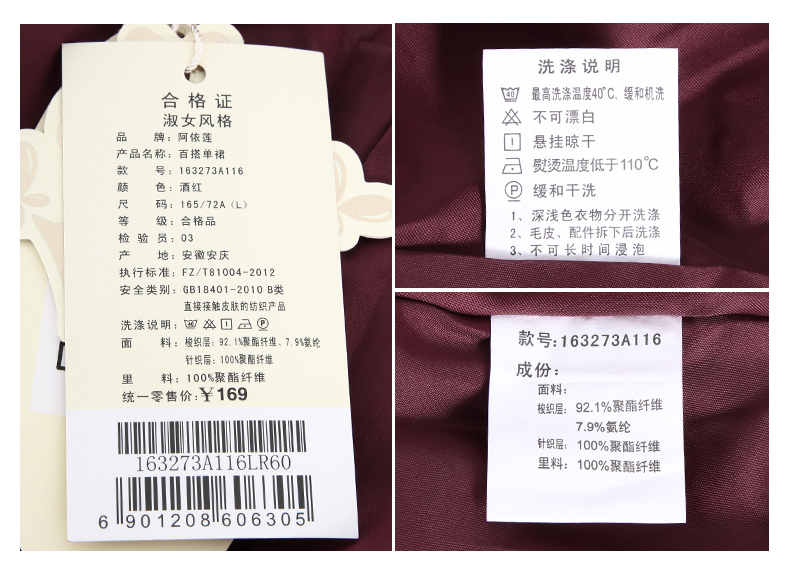 合格证
淑女风格
品 牌：阿依莲
产品名称：百搭单裙
款 号：163273A116
颜 色：酒红
尺 码：165/72A（L）
等 级：合格品
检 验 员：03
产 地：安徽安庆
执行标准：FZ/T81004-2012
安全类别：GB18401-2010 B类
直接接触皮肤的纺织产品
洗涤说明：
面 料：梭织层：92.1%聚酯纤维、7.9%氨纶
针织层：100%聚酯纤维
里 料：100%聚酯纤维
统一零售价：￥169
163273A116LR60
6 901208 606305
洗涤说明
40 最高洗涤温度40℃，缓和机洗
不可漂白
悬挂晾干
熨烫温度低于110℃
P 缓和干洗
1、深浅色衣物分开洗涤
2、毛皮、配件拆下后洗涤
3、不可长时间浸泡
款号：163273A116
成份：
面料：
梭织层：92.1%聚酯纤维
7.9%氨纶
针织层：100%聚酯纤维
里料：100%聚酯纤维